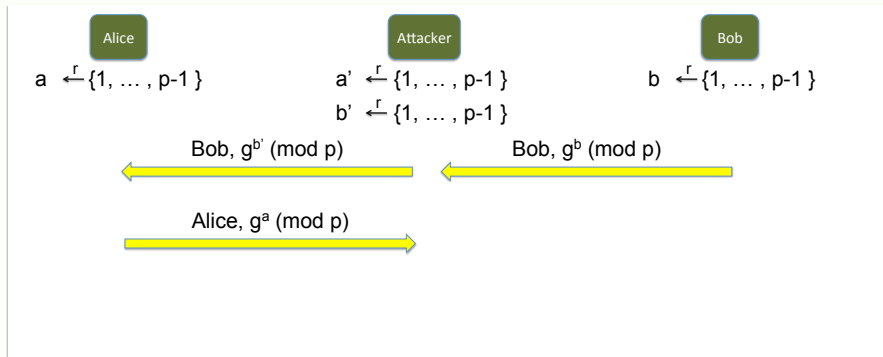 Alice Attacker Bob
a ←r {1, … , p-1 } a’ ←r {1, … , p-1 } b ←r {1, … , p-1 }
b’ ←r {1, … , p-1 }
Bob, g^b’ (mod p) Bob, g^b (mod p)
Alice, g^a (mod p)